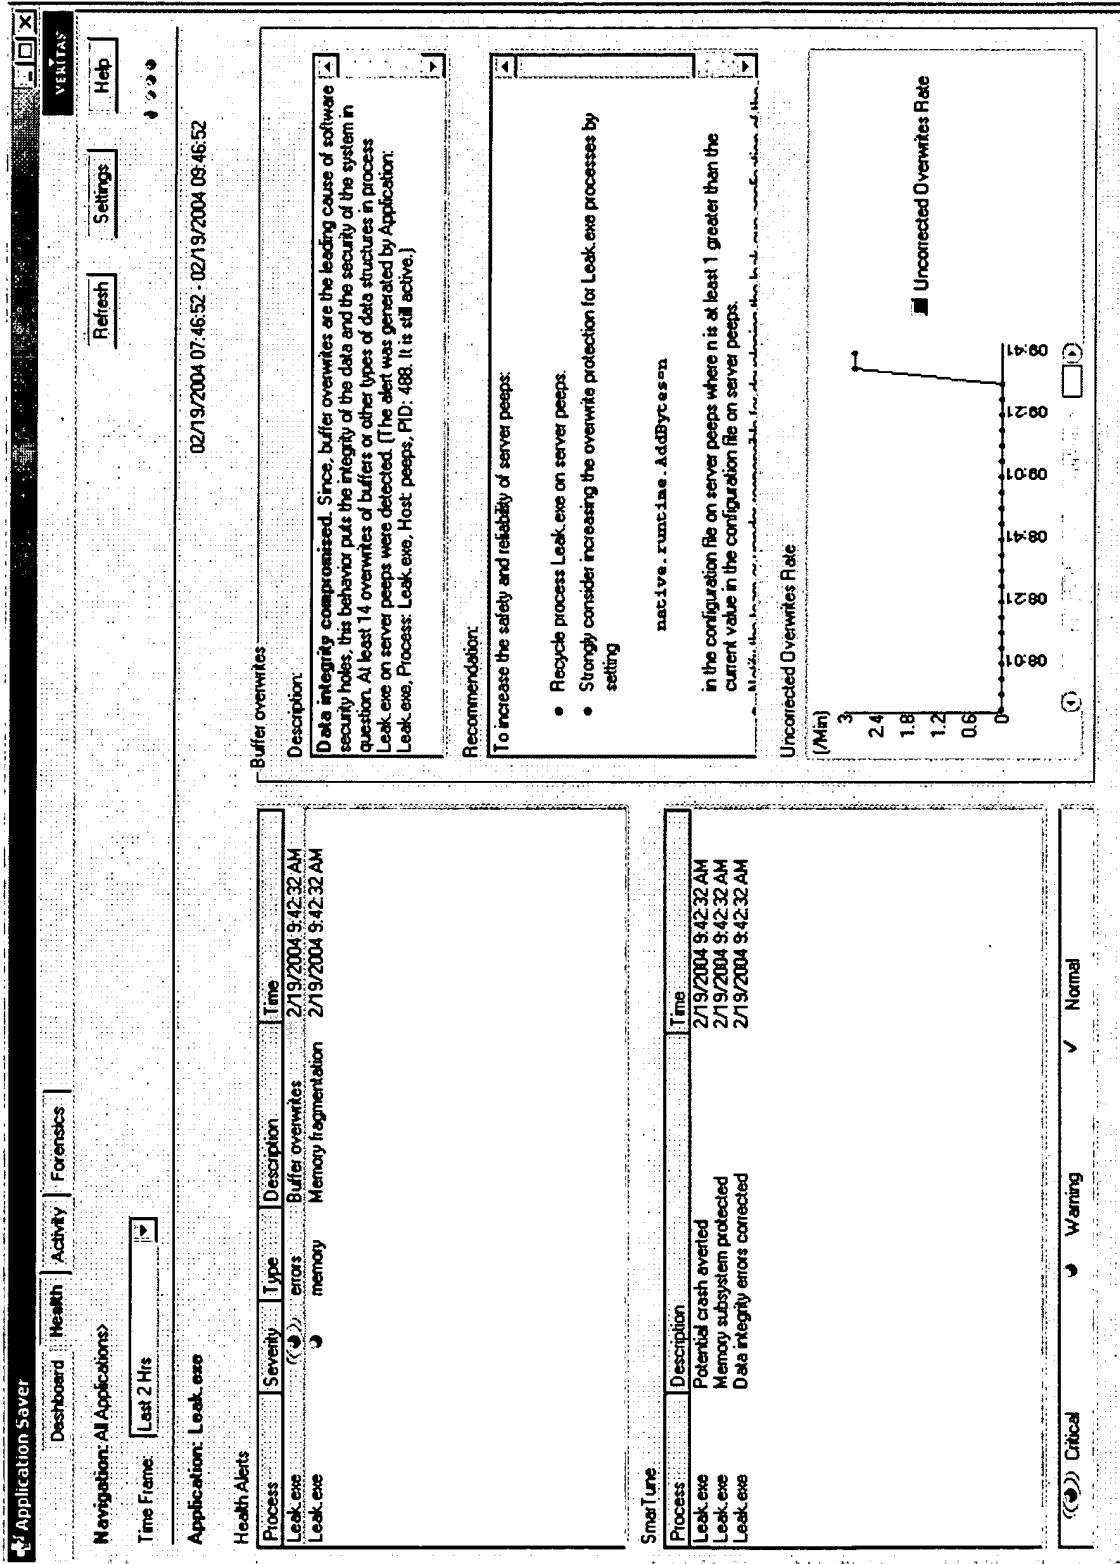 Application Saver
VERITAS
Dashboard Health Activity Forensics
Navigation: All Applications>
Refresh Settings Help
Time Frame: Last 2 Hrs
Application: Leak.exe
02/19/2004 07:46:52 - 02/19/2004 09:46:52
Health Alerts
Process Severity Type Description Time
Leak.exe errors Buffer overwrites 2/19/2004 9:42:32 AM
Leak.exe memory Memory fragmentation 2/19/2004 9:42:32 AM
SmarTune
Process Description Time
Leak.exe Potential crash averted 2/19/2004 9:42:32 AM
Leak.exe Memory subsystem protected 2/19/2004 9:42:32 AM
Leak.exe Data integrity errors corrected 2/19/2004 9:42:32 AM
Critical Warning Normal
Buffer overwrites
Description:
Data integrity compromised. Since, buffer overwrites are the leading cause of software
security holes, this behavior puts the integrity of the data and the security of the system in
question. At least 14 overwrites of buffers or other types of data structures in process
Leak.exe on server peeps were detected. (The alert was generated by Application:
Leak.exe, Process: Leak.exe, Host: peeps, PID: 488. It is still active.)
Recommendation:
To increase the safety and reliability of server peeps:
• Recycle process Leak.exe on server peeps.
• Strongly consider increasing the overwrite protection for Leak.exe processes by
setting
native.runtime.AddBytes=n
in the configuration file on server peeps where n is at least 1 greater than the
current value in the configuration file on server peeps.
Uncorrected Overwrites Rate
[/Min]
3
2.4
1.8
1.2
0.6
0
08:01 08:21 08:41 09:01 09:21 09:41
Uncorrected Overwrites Rate